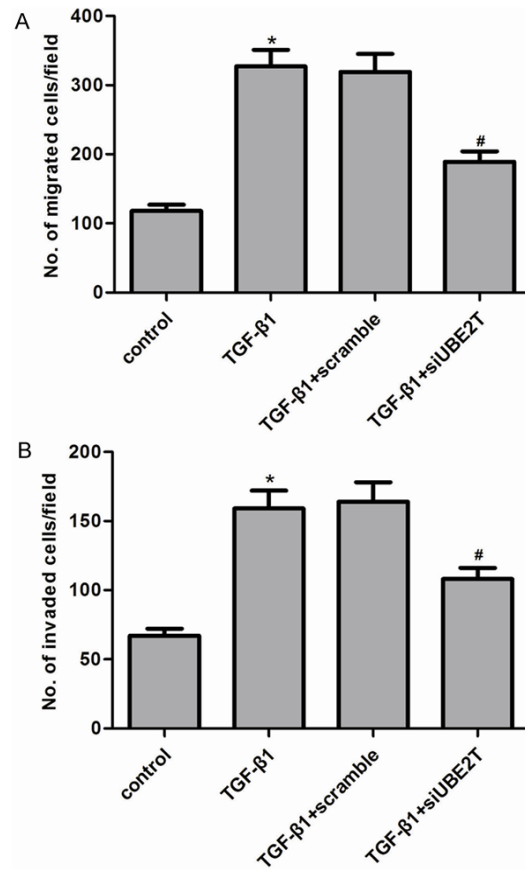 A
No. of migrated cells/field
400
300
200
100
0
*
#
control
TGF-β1
TGF-β1+scramble
TGF-β1+siUBE2T
B
No. of invaded cells/field
200
150
100
50
0
*
#
control
TGF-β1
TGF-β1+scramble
TGF-β1+siUBE2T